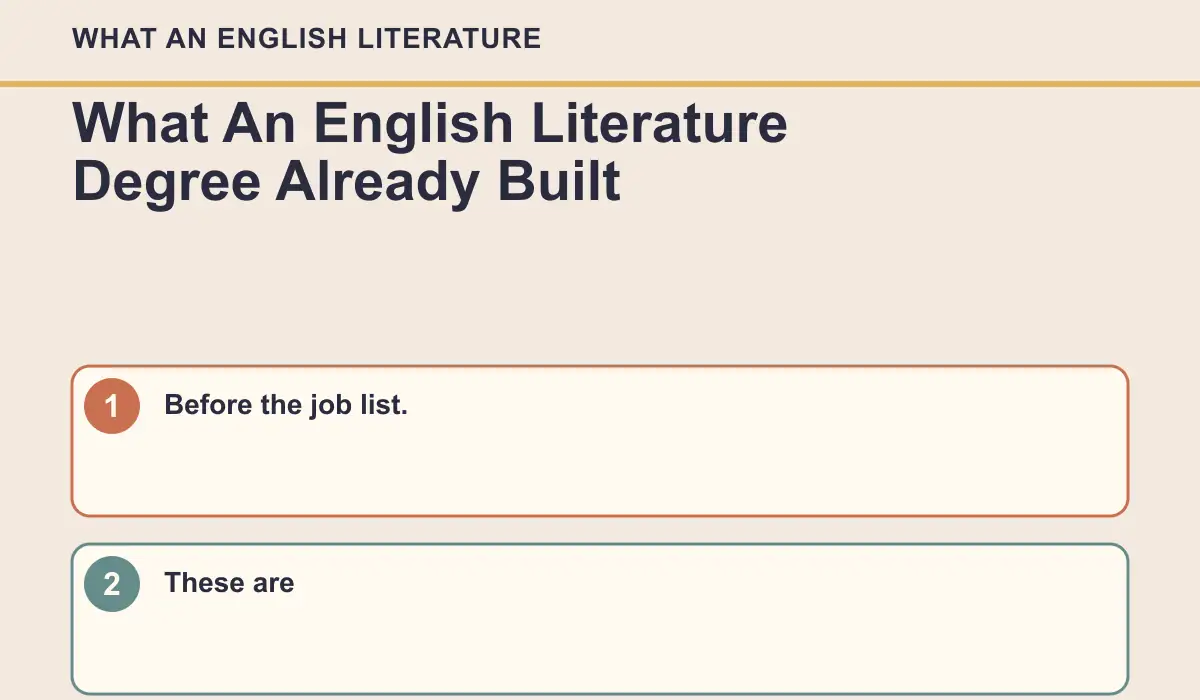 WHAT AN ENGLISH LITERATURE
What An English Literature
Degree Already Built
1
Before the job list.
2
These are